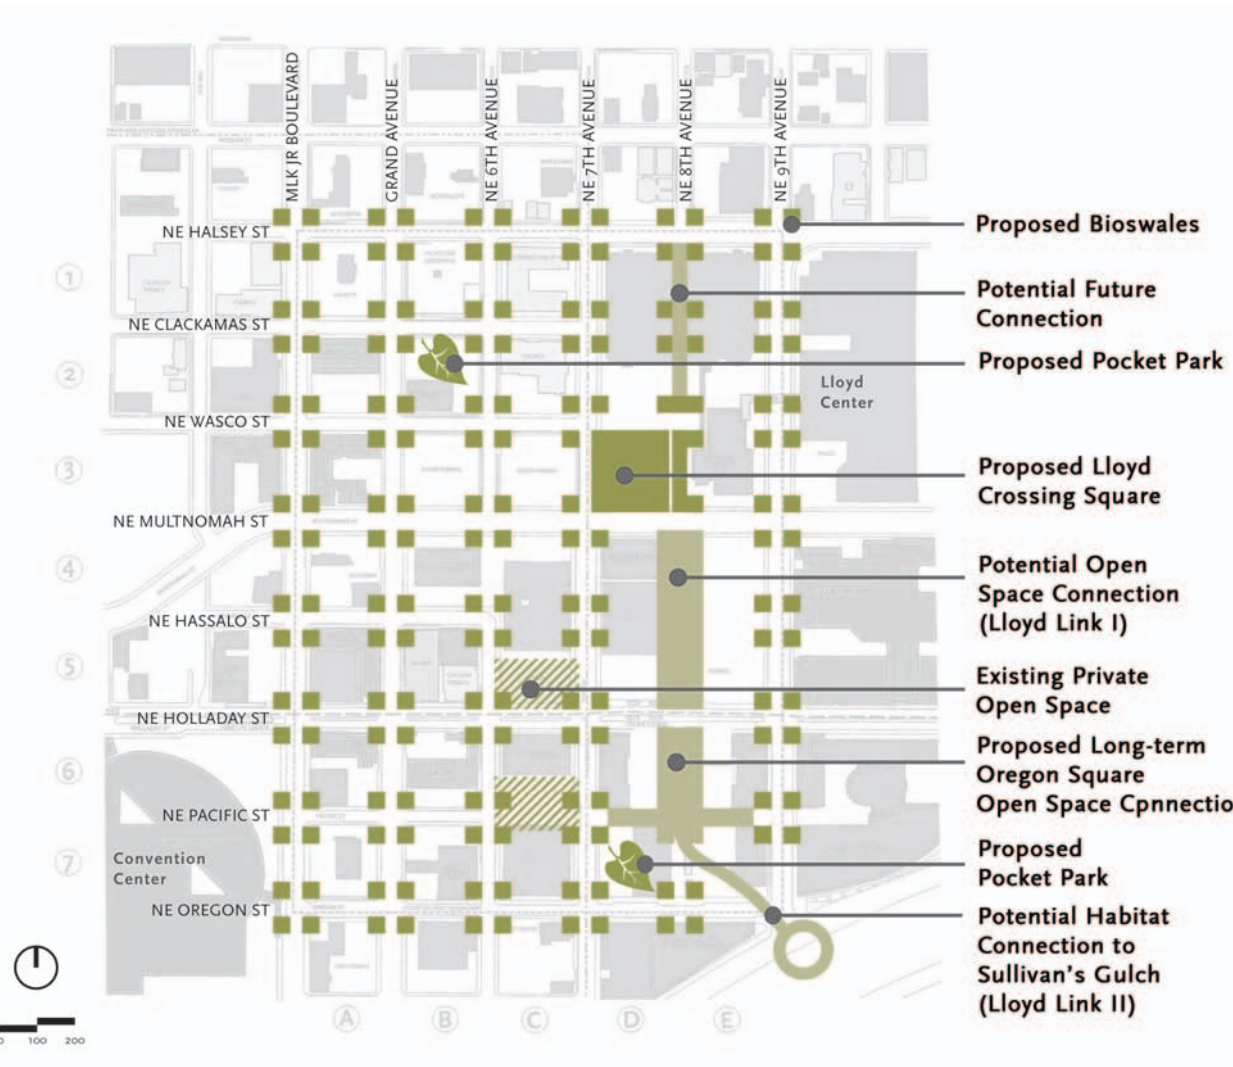 MLK JR BOULEVARD
GRAND AVENUE
NE 6TH AVENUE
NE 7TH AVENUE
NE 8TH AVENUE
NE 9TH AVENUE
NE HALSEY ST
Proposed Bioswales
1
Potential Future
Connection
NE CLACKAMAS ST
Proposed Pocket Park
2
Lloyd
Center
NE WASCO ST
3
Proposed Lloyd
Crossing Square
NE MULTNOMAH ST
4
Potential Open
Space Connection
(Lloyd Link I)
NE HASSALO ST
5
Existing Private
Open Space
NE HOLLADAY ST
6
Proposed Long-term
Oregon Square
Open Space Cpnnectio
NE PACIFIC ST
7
Convention
Center
Proposed
Pocket Park
NE OREGON ST
Potential Habitat
Connection to
Sullivan's Gulch
(Lloyd Link II)
A
B
C
D
E
100
200